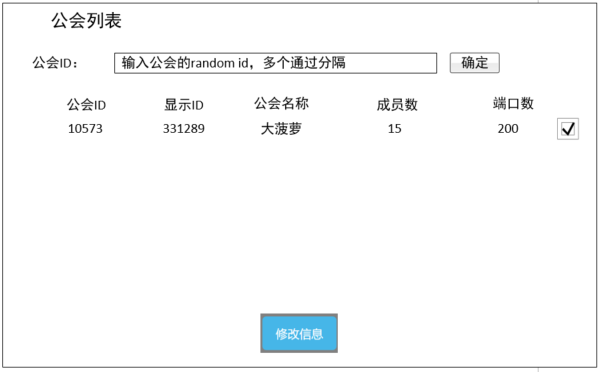 公会列表
公会ID： 输入公会的random id，多个通过分隔 确定
公会ID 显示ID 公会名称 成员数 端口数
10573 331289 大菠萝 15 200
修改信息